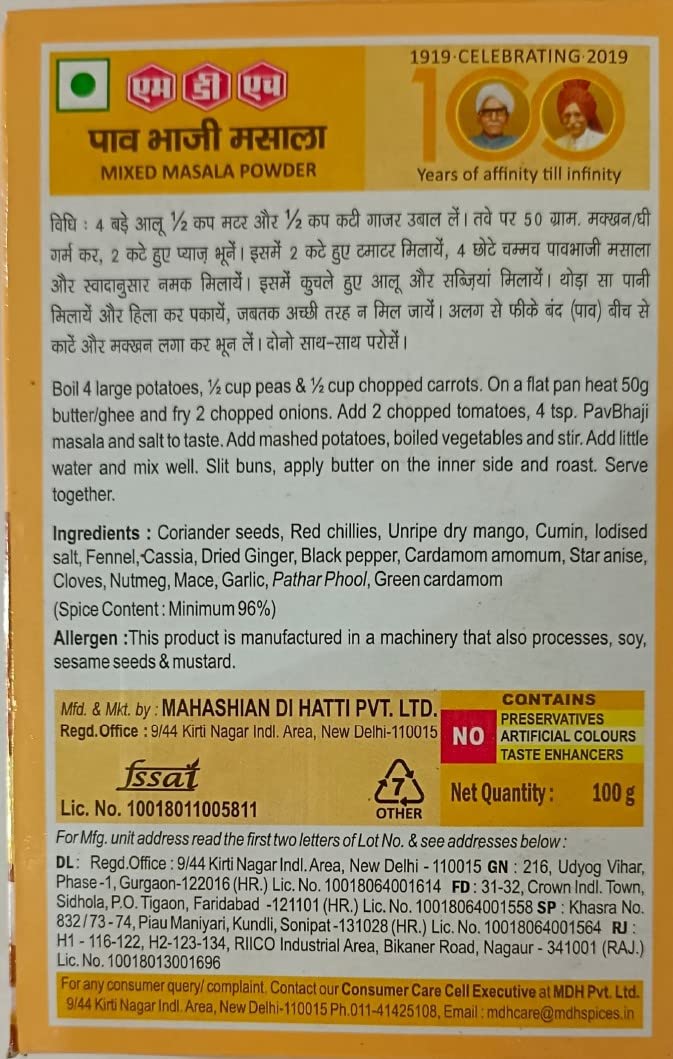 एम डी एच
1919·CELEBRATING·2019
100
पाव भाजी मसाला
MIXED MASALA POWDER
Years of affinity till infinity
विधि : 4 बड़े आलू ½ कप मटर और ½ कप कटी गाजर उबाल लें। तवे पर 50 ग्राम. मक्खन/घी
गर्म कर, 2 कटे हुए प्याज़ भूनें। इसमें 2 कटे हुए टमाटर मिलायें, 4 छोटे चम्मच पावभाजी मसाला
और स्वादानुसार नमक मिलायें। इसमें कुचले हुए आलू और सब्ज़ियां मिलायें। थोड़ा सा पानी
मिलायें और हिला कर पकायें, जबतक अच्छी तरह न मिल जायें। अलग से फीके बंद (पाव) बीच से
काटें और मक्खन लगा कर भून लें। दोनो साथ-साथ परोसें।
Boil 4 large potatoes, ½ cup peas & ½ cup chopped carrots. On a flat pan heat 50g
butter/ghee and fry 2 chopped onions. Add 2 chopped tomatoes, 4 tsp. PavBhaji
masala and salt to taste. Add mashed potatoes, boiled vegetables and stir. Add little
water and mix well. Slit buns, apply butter on the inner side and roast. Serve
together.
Ingredients : Coriander seeds, Red chillies, Unripe dry mango, Cumin, Iodised
salt, Fennel, Cassia, Dried Ginger, Black pepper, Cardamom amomum, Star anise,
Cloves, Nutmeg, Mace, Garlic, Pathar Phool, Green cardamom
(Spice Content : Minimum 96%)
Allergen :This product is manufactured in a machinery that also processes, soy,
sesame seeds & mustard.
Mfd. & Mkt. by : MAHASHIAN DI HATTI PVT. LTD.
Regd. Office : 9/44 Kirti Nagar Indl. Area, New Delhi-110015
fssai
Lic. No. 10018011005811
7
OTHER
CONTAINS
NO
PRESERVATIVES
ARTIFICIAL COLOURS
TASTE ENHANCERS
Net Quantity : 100 g
For Mfg. unit address read the first two letters of Lot No. & see addresses below :
DL : Regd.Office : 9/44 Kirti Nagar Indl. Area, New Delhi - 110015 GN : 216, Udyog Vihar,
Phase-1, Gurgaon-122016 (HR.) Lic. No. 10018064001614 FD : 31-32, Crown Indl. Town,
Sidhola, P.O. Tigaon, Faridabad -121101 (HR.) Lic. No. 10018064001558 SP : Khasra No.
832 / 73 - 74, Piau Maniyari, Kundli, Sonipat -131028 (HR.) Lic. No. 10018064001564 RJ :
H1 - 116-122, H2-123-134, RIICO Industrial Area, Bikaner Road, Nagaur - 341001 (RAJ.)
Lic. No. 10018013001696
For any consumer query/ complaint. Contact our Consumer Care Cell Executive at MDH Pvt. Ltd.
9/44 Kirti Nagar Indl. Area, New Delhi-110015 Ph.011-41425108, Email : mdhcare@mdhspices.in